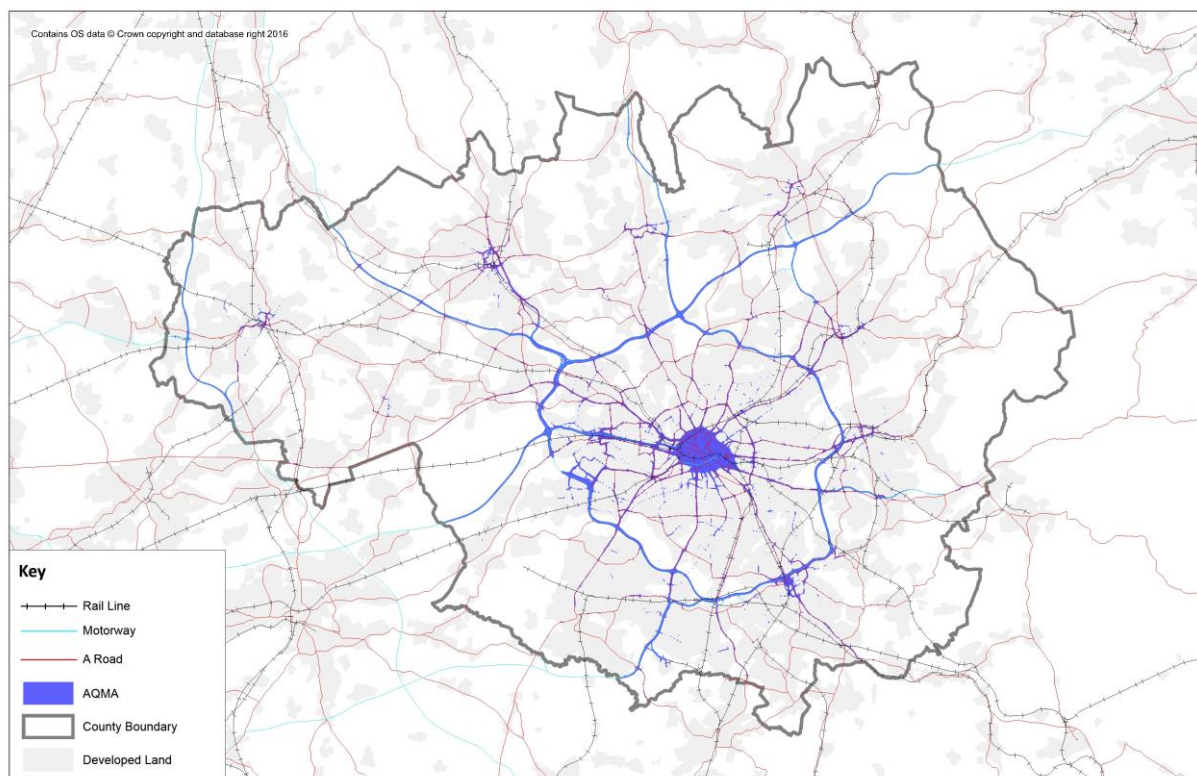 Contains OS data © Crown copyright and database right 2016
Key
Rail Line
Motorway
A Road
AQMA
County Boundary
Developed Land